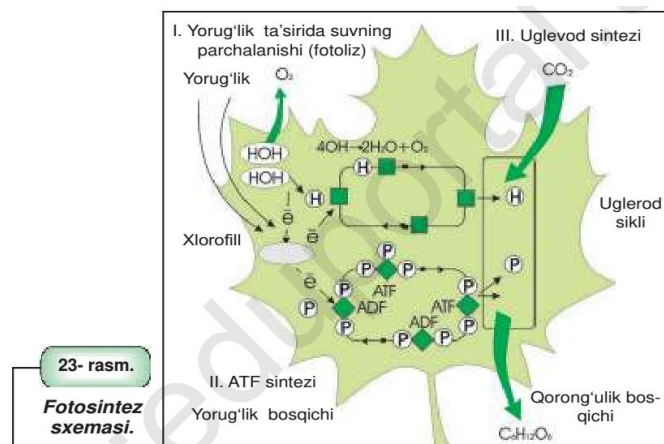 I. Yorug‘lik ta’sirida suvning
parchalanishi (fotoliz)
III. Uglevod sintezi
Yorug‘lik
O₂
CO₂
HOH
HOH
4OH→2H₂O+O₂
H
H
H
ē
ē
Uglerod
sikli
Xlorofill
ē
P
P
P
P
P
P
ATF
ADF
P
P
P
ATF
ADF
P
P
P
II. ATF sintezi
Yorug‘lik bosqichi
Qorong‘ulik bos-
qichi
C₆H₁₂O₆
23- rasm.
Fotosintez
sxemasi.